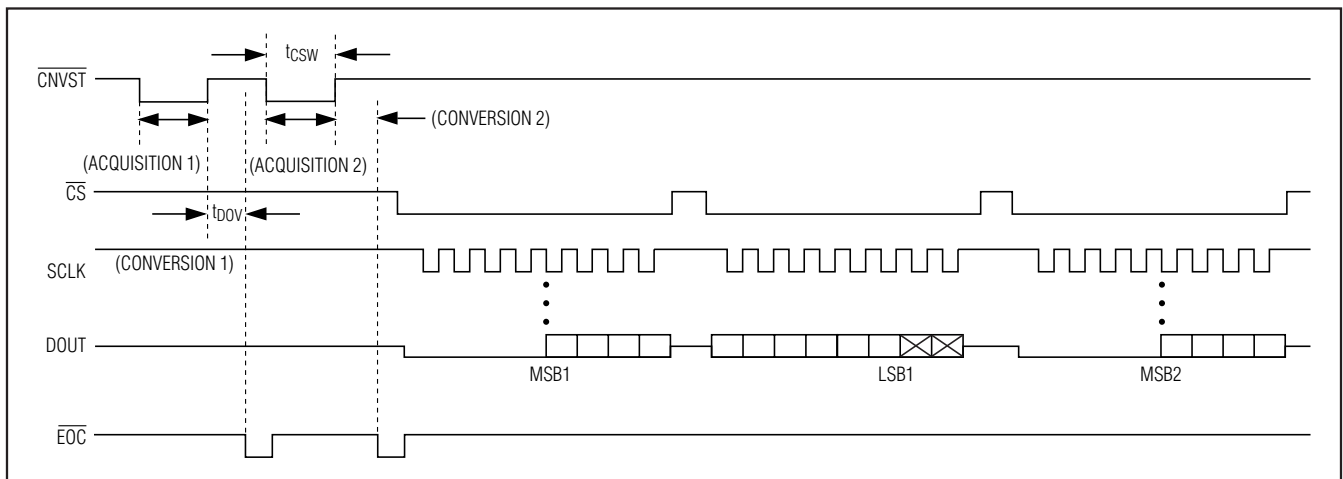 tCSW
CNVST
(CONVERSION 2)
(ACQUISITION 1)
(ACQUISITION 2)
CS
tDOV
(CONVERSION 1)
SCLK
DOUT
MSB1
LSB1
MSB2
EOC